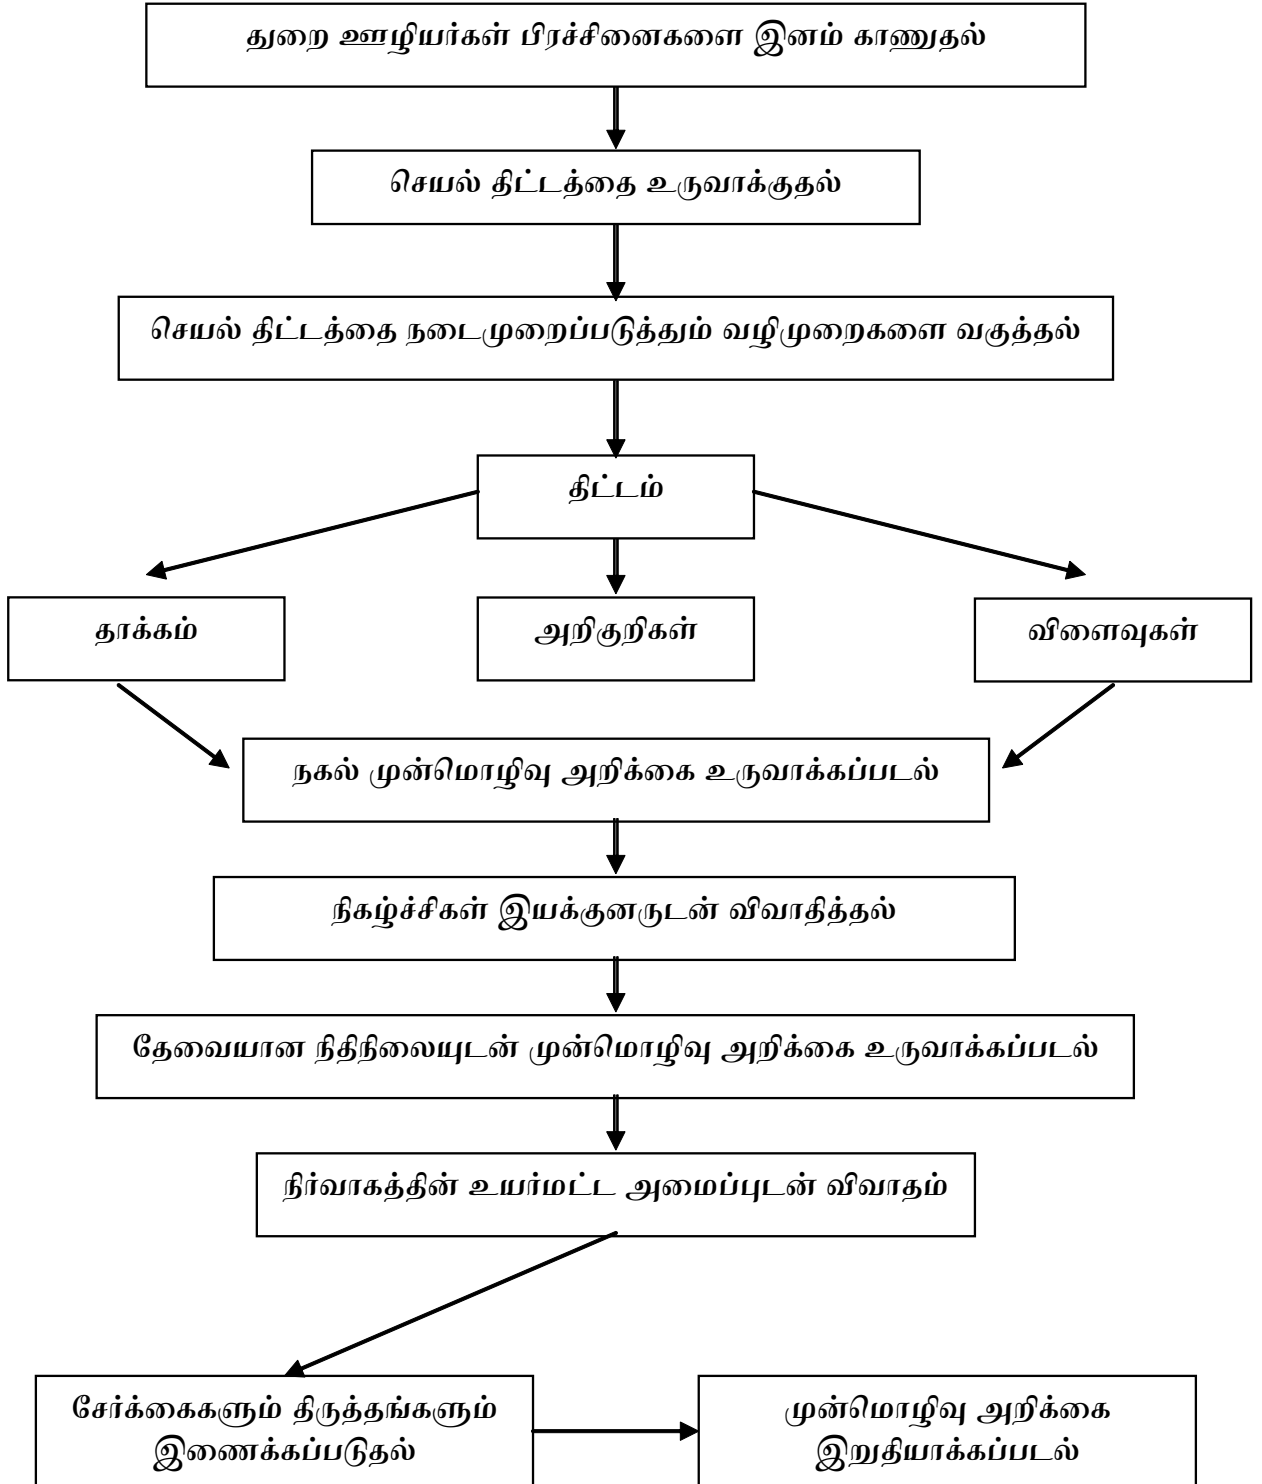 துறை ஊழியர்கள் பிரச்சினைகளை இனம் காணுதல்
செயல் திட்டத்தை உருவாக்குதல்
செயல் திட்டத்தை நடைமுறைப்படுத்தும் வழிமுறைகளை வகுத்தல்
திட்டம்
தாக்கம்
அறிகுறிகள்
விளைவுகள்
நகல் முன்மொழிவு அறிக்கை உருவாக்கப்படல்
நிகழ்ச்சிகள் இயக்குனருடன் விவாதித்தல்
தேவையான நிதிநிலையுடன் முன்மொழிவு அறிக்கை உருவாக்கப்படல்
நிர்வாகத்தின் உயர்மட்ட அமைப்புடன் விவாதம்
சேர்க்கைகளும் திருத்தங்களும்
இணைக்கப்படுதல்
முன்மொழிவு அறிக்கை
இறுதியாக்கப்படல்